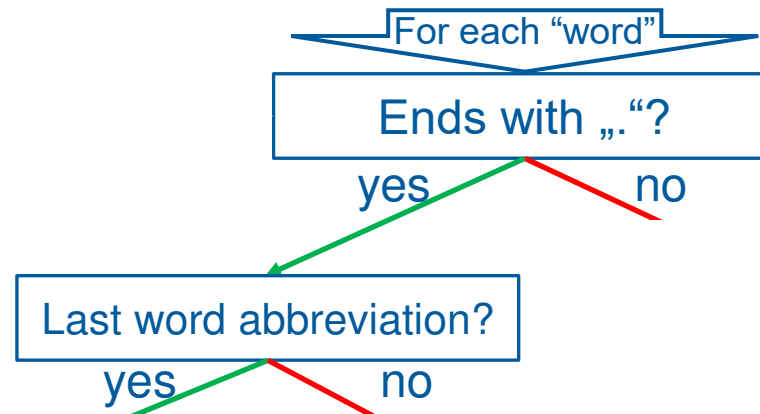 For each “word”
Ends with „.“?
yes
no
Last word abbreviation?
yes
no